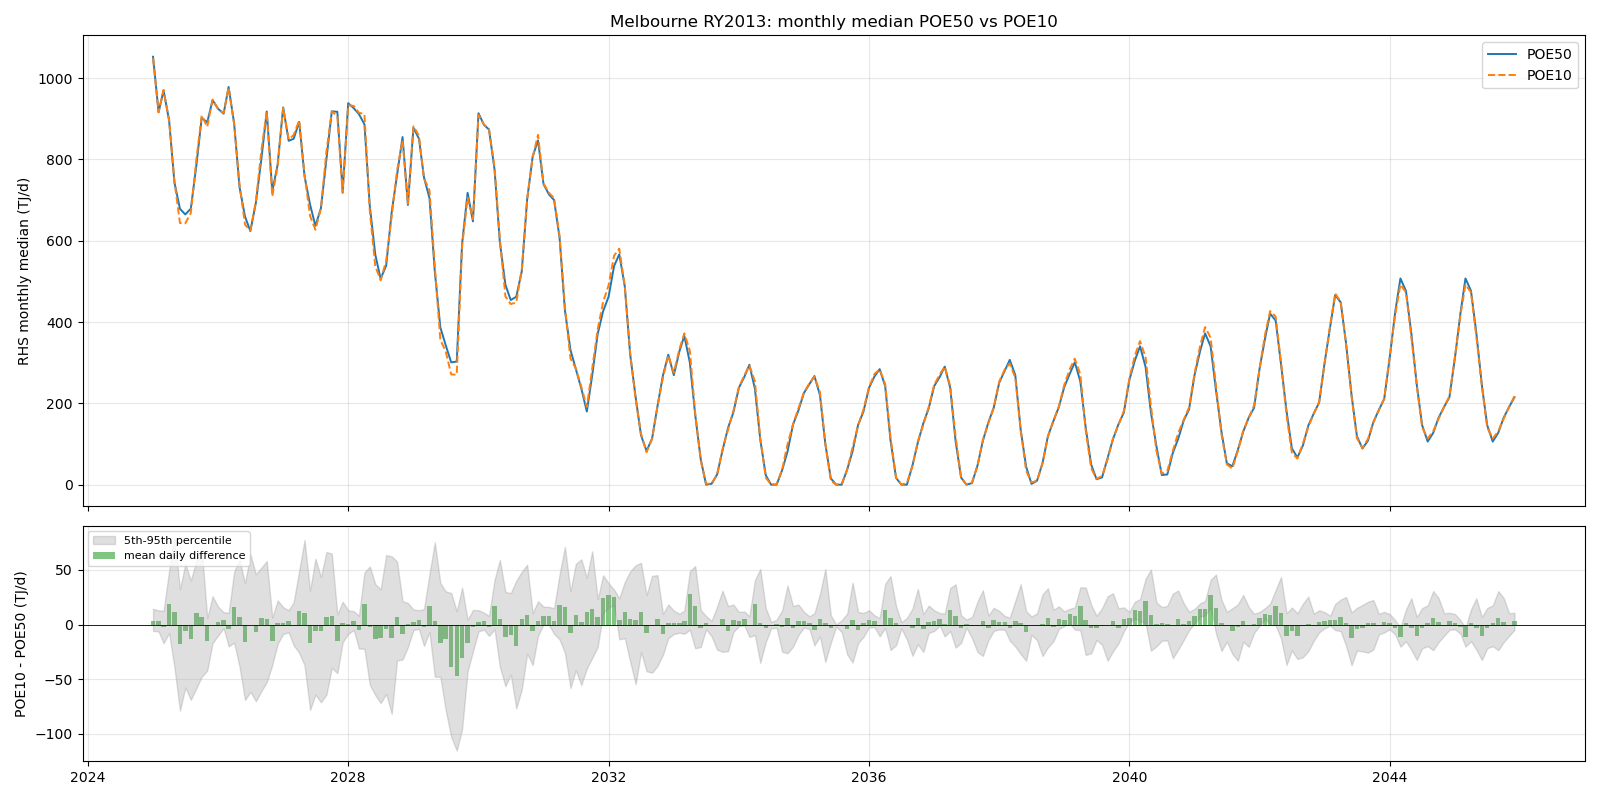 Melbourne RY2013: monthly median POE50 vs POE10
RHS monthly median (TJ/d)
1000
800
600
400
200
0
POE50
POE10
POE10 - POE50 (TJ/d)
50
0
−50
−100
5th-95th percentile
mean daily difference
2024 2028 2032 2036 2040 2044